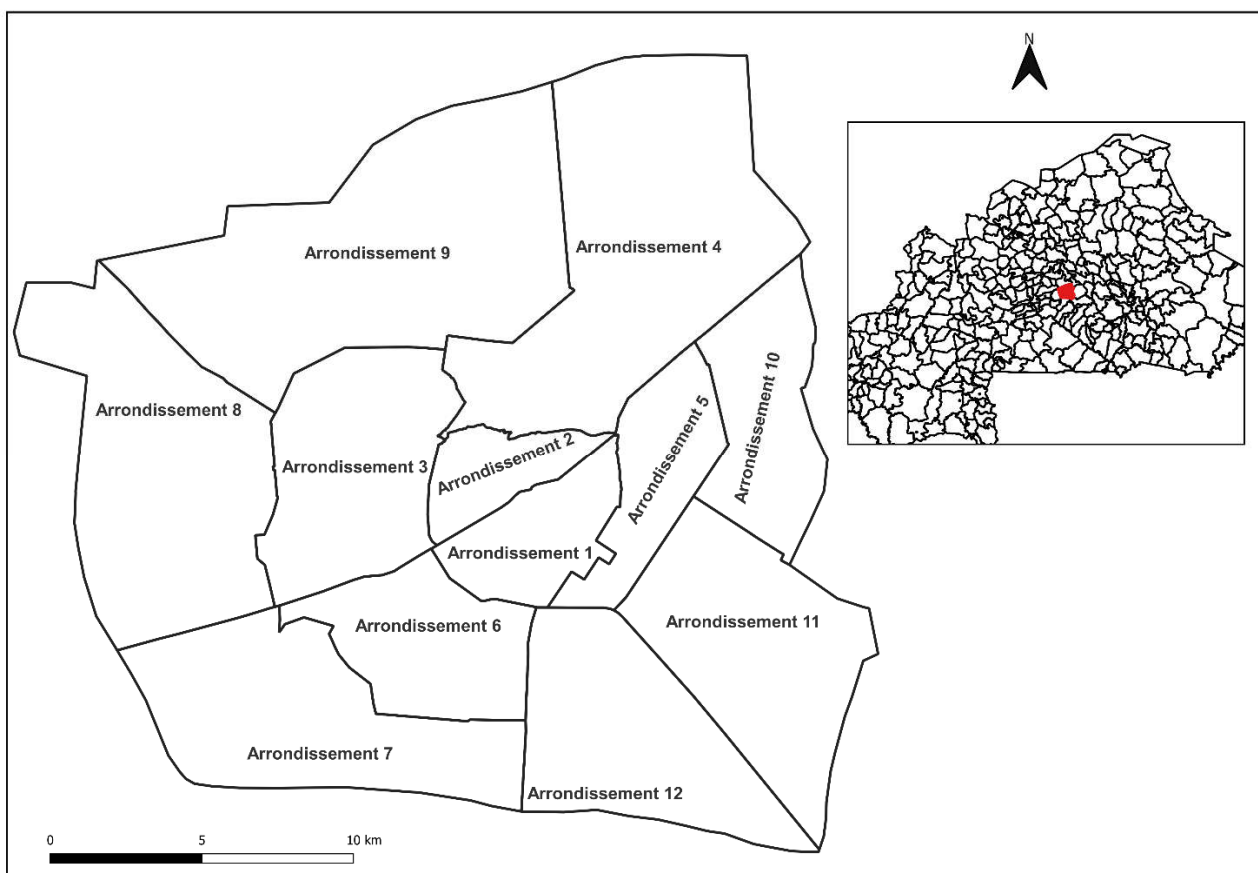 N
Arrondissement 9
Arrondissement 4
Arrondissement 8
Arrondissement 3
Arrondissement 2
Arrondissement 5
Arrondissement 10
Arrondissement 1
Arrondissement 6
Arrondissement 11
Arrondissement 7
Arrondissement 12
0 5 10 km